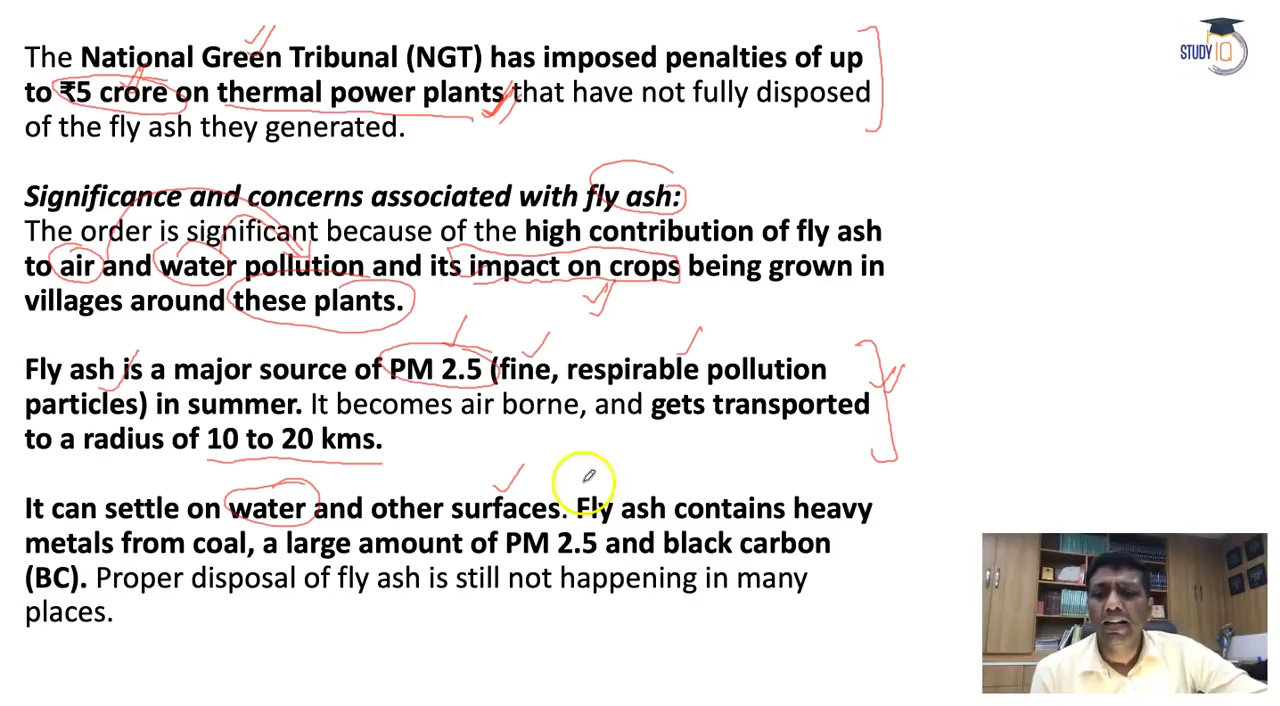 The National Green Tribunal (NGT) has imposed penalties of up
to ₹5 crore on thermal power plants that have not fully disposed
of the fly ash they generated.
Significance and concerns associated with fly ash:
The order is significant because of the high contribution of fly ash
to air and water pollution and its impact on crops being grown in
villages around these plants.
Fly ash is a major source of PM 2.5 (fine, respirable pollution
particles) in summer. It becomes air borne, and gets transported
to a radius of 10 to 20 kms.
It can settle on water and other surfaces. Fly ash contains heavy
metals from coal, a large amount of PM 2.5 and black carbon
(BC). Proper disposal of fly ash is still not happening in many
places.
STUDY IQ